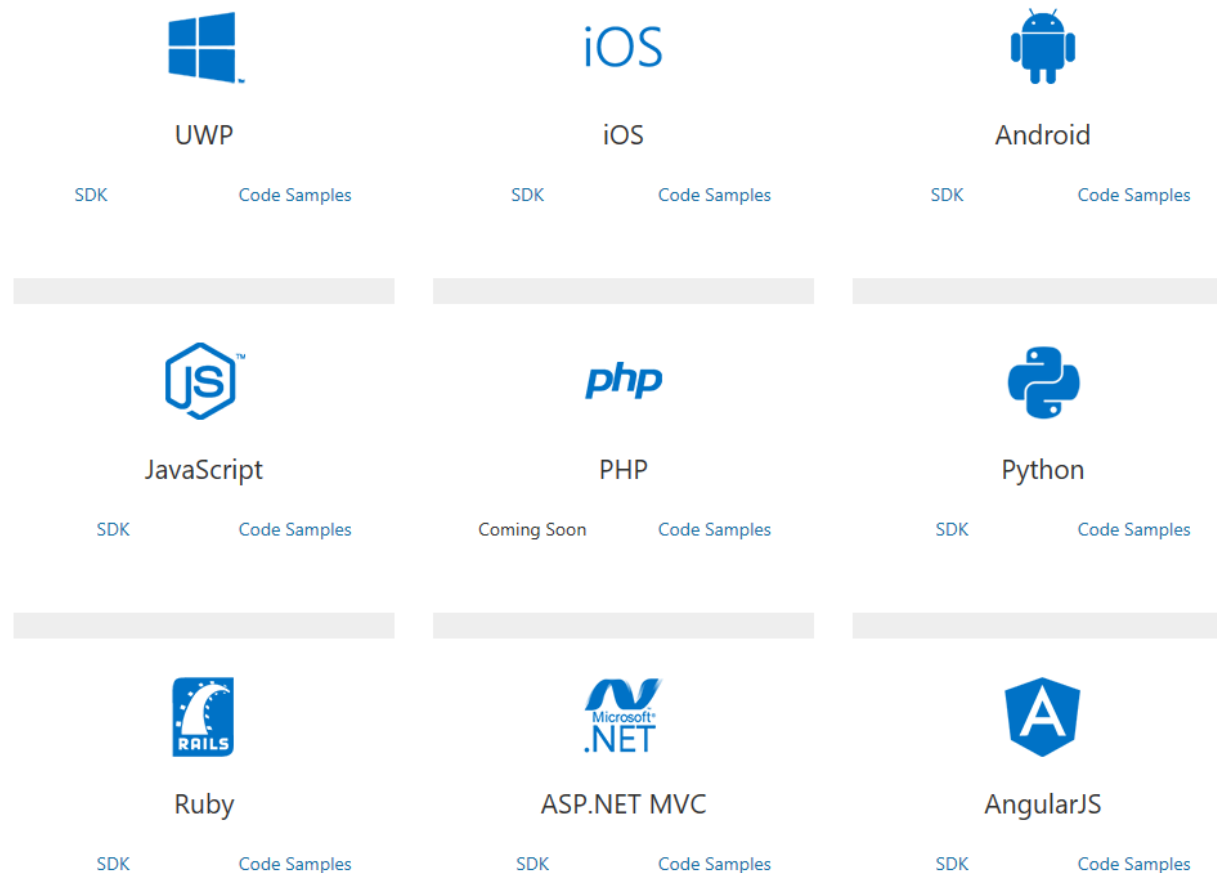 iOS
UWP
iOS
Android
SDK
Code Samples
SDK
Code Samples
SDK
Code Samples
JS™
php
JavaScript
PHP
Python
SDK
Code Samples
Coming Soon
Code Samples
SDK
Code Samples
RAILS
Microsoft®
.NET
A
Ruby
ASP.NET MVC
AngularJS
SDK
Code Samples
SDK
Code Samples
SDK
Code Samples